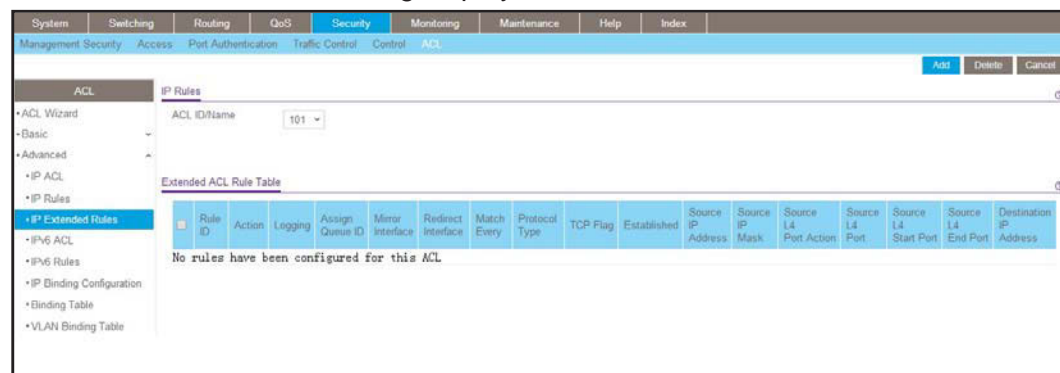 System Switching Routing QoS Security Monitoring Maintenance Help Index
Management Security Access Port Authentication Traffic Control Control ACL
Add Delete Cancel
ACL
•ACL Wizard
•Basic
•Advanced
•IP ACL
•IP Rules
•IP Extended Rules
•IPv6 ACL
•IPv6 Rules
•IP Binding Configuration
•Binding Table
•VLAN Binding Table
IP Rules
ACL ID/Name 101
Extended ACL Rule Table
Rule ID Action Logging Assign Queue ID Mirror Interface Redirect Interface Match Every Protocol Type TCP Flag Established Source IP Address Source IP Mask Source L4 Port Action Source L4 Port Source L4 Start Port Source L4 End Port Destination IP Address
No rules have been configured for this ACL